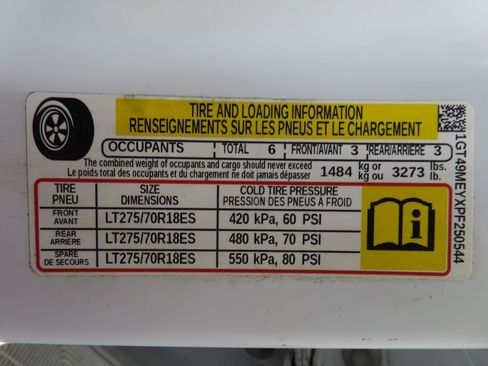 TIRE AND LOADING INFORMATION
RENSEIGNEMENTS SUR LES PNEUS ET LE CHARGEMENT
OCCUPANTS TOTAL 6 FRONT/AVANT 3 REAR/ARRIÈRE 3
The combined weight of occupants and cargo should never exceed
Le poids total des occupants et du chargement ne doit jamais dépasser
1484 kg or kg ou 3273 lbs. lb.
TIRE PNEU SIZE DIMENSIONS COLD TIRE PRESSURE PRESSION DES PNEUS À FROID
FRONT AVANT LT275/70R18ES 420 kPa, 60 PSI
REAR ARRIÈRE LT275/70R18ES 480 kPa, 70 PSI
SPARE DE SECOURS LT275/70R18ES 550 kPa, 80 PSI
i
1GT49MEYXPF250544